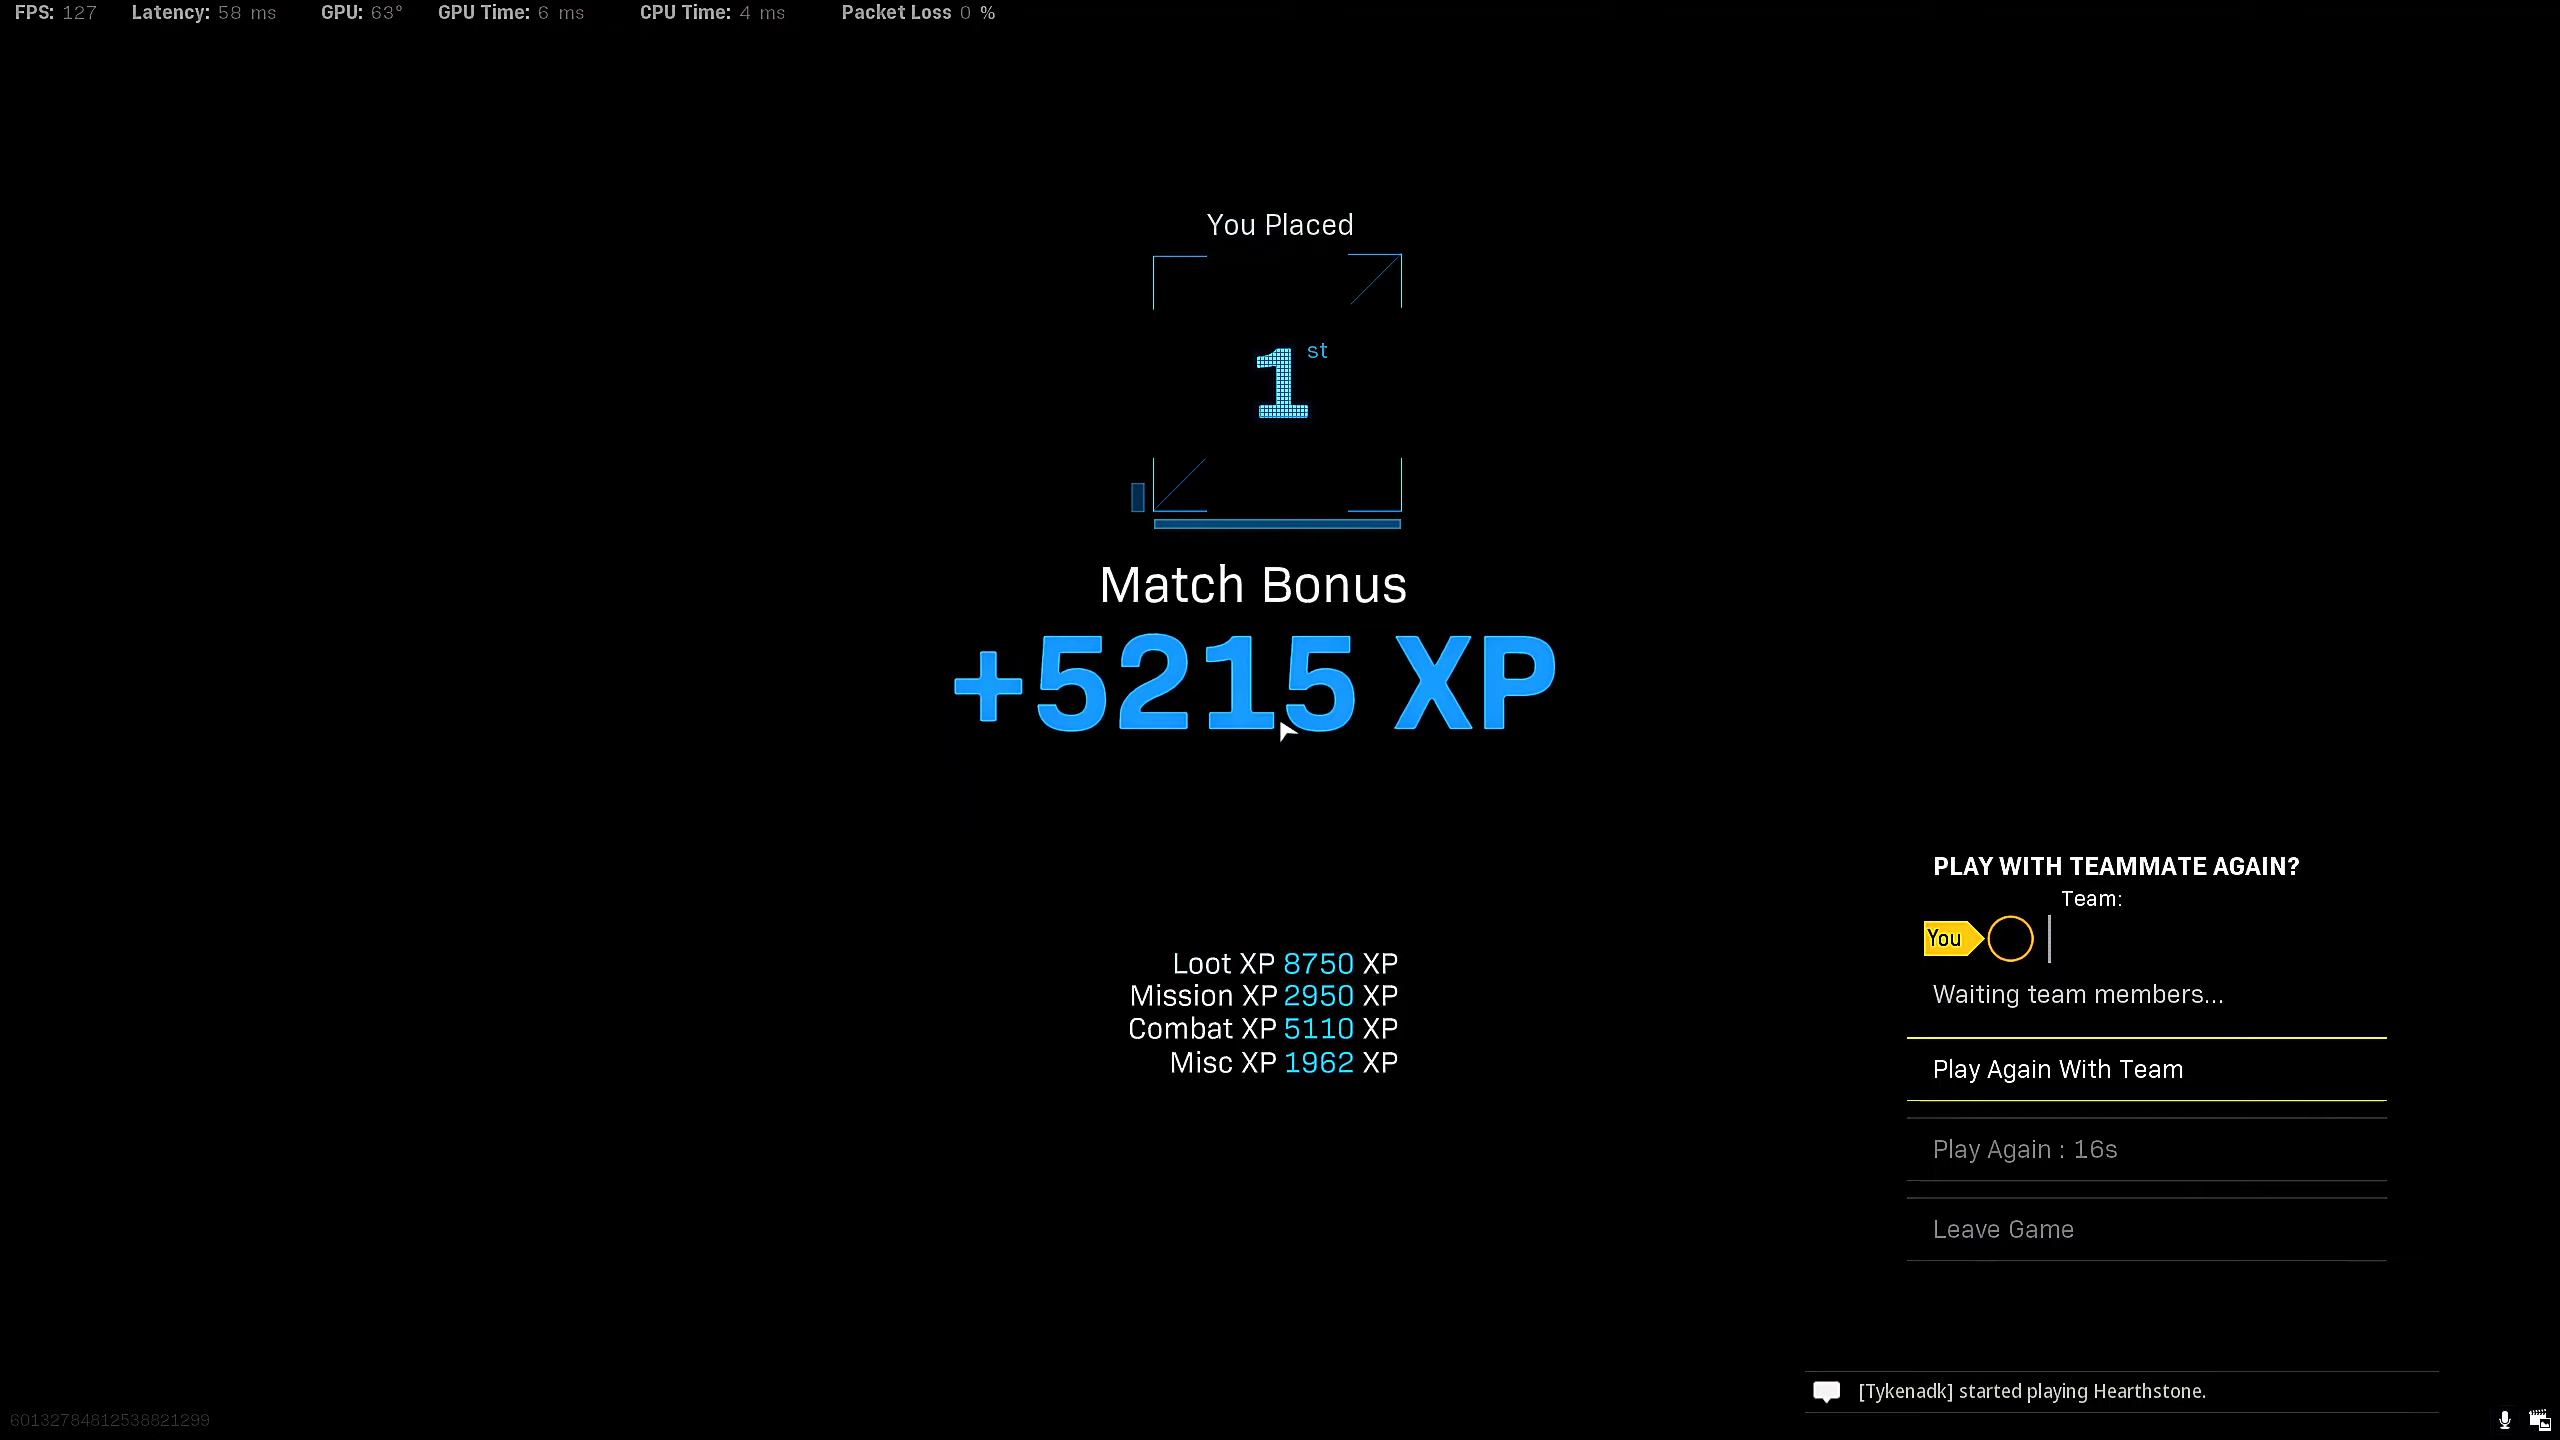 FPS: 127 Latency: 58 ms GPU: 63° GPU Time: 6 ms CPU Time: 4 ms Packet Loss 0 %
You Placed
1st
Match Bonus
+5215 XP
Loot XP 8750 XP
Mission XP 2950 XP
Combat XP 5110 XP
Misc XP 1962 XP
PLAY WITH TEAMMATE AGAIN?
Team:
You
Waiting team members...
Play Again With Team
Play Again : 16s
Leave Game
[Tykenadk] started playing Hearthstone.
60132784812538821299